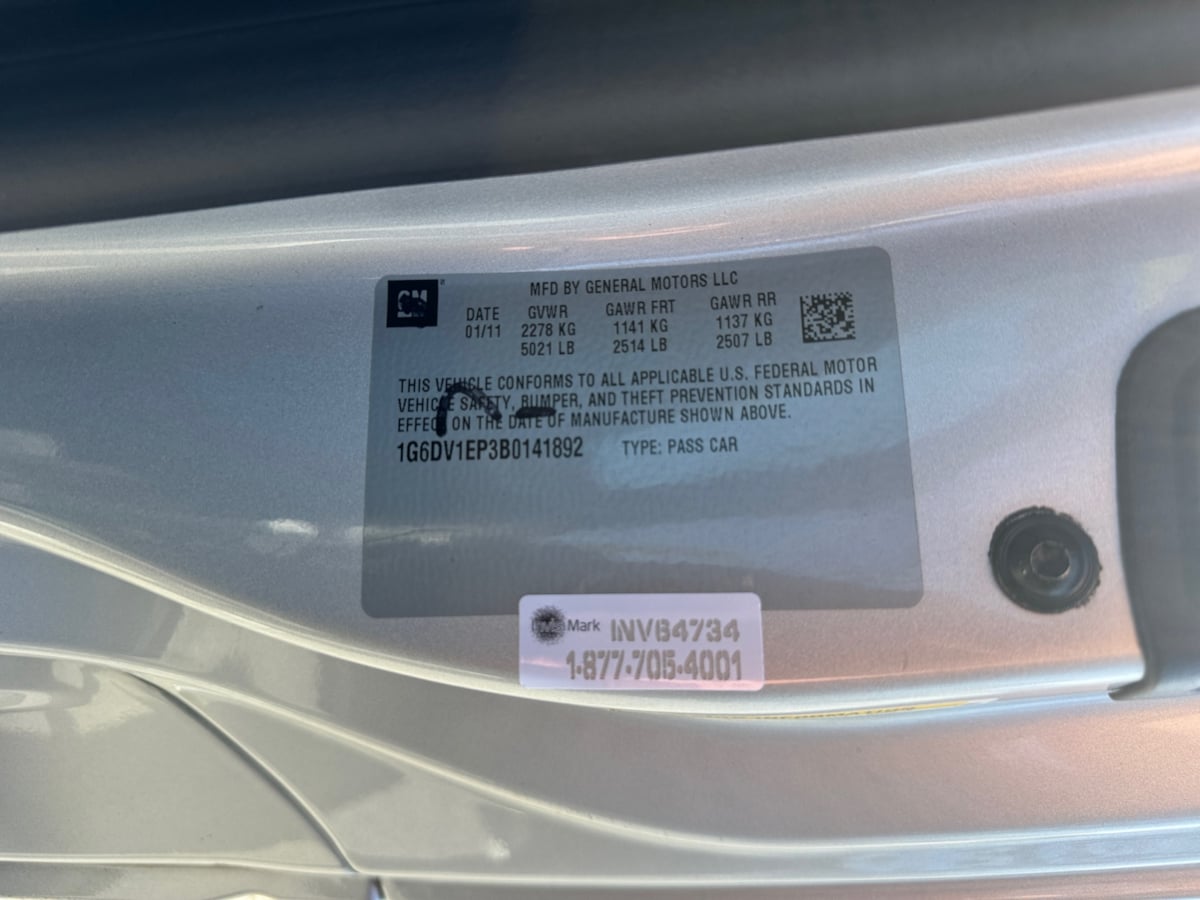 GM
MFD BY GENERAL MOTORS LLC
DATE GVWR GAWR FRT GAWR RR
01/11 2278 KG 1141 KG 1137 KG
5021 LB 2514 LB 2507 LB
THIS VEHICLE CONFORMS TO ALL APPLICABLE U.S. FEDERAL MOTOR
VEHICLE SAFETY, BUMPER, AND THEFT PREVENTION STANDARDS IN
EFFECT ON THE DATE OF MANUFACTURE SHOWN ABOVE.
1G6DV1EP3B0141892 TYPE: PASS CAR
Mark INV64734
1-877-705-4001